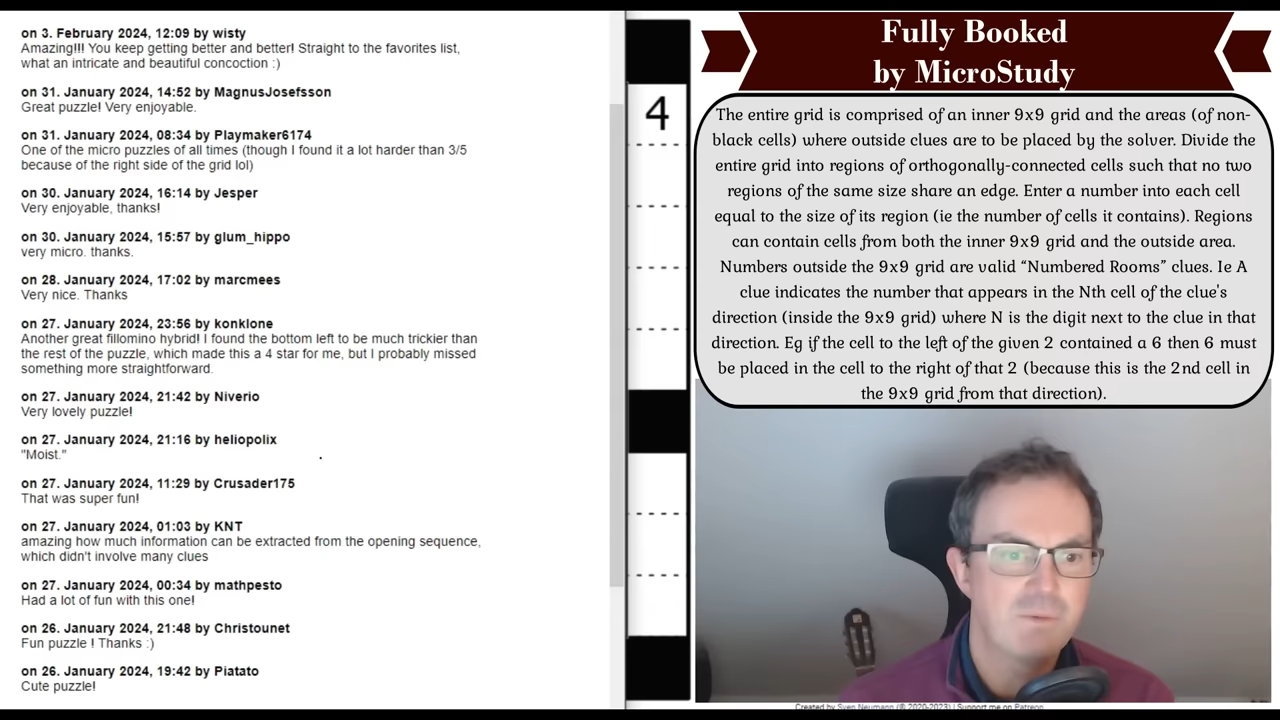 on 3. February 2024, 12:09 by wisty
Amazing!!! You keep getting better and better! Straight to the favorites list,
what an intricate and beautiful concoction :)
on 31. January 2024, 14:52 by MagnusJosefsson
Great puzzle! Very enjoyable.
on 31. January 2024, 08:34 by Playmaker6174
One of the micro puzzles of all times (though I found it a lot harder than 3/5
because of the right side of the grid lol)
on 30. January 2024, 16:14 by Jesper
Very enjoyable, thanks!
on 30. January 2024, 15:57 by glum_hippo
very micro. thanks.
on 28. January 2024, 17:02 by marcmees
Very nice. Thanks
on 27. January 2024, 23:56 by konklone
Another great fillomino hybrid! I found the bottom left to be much trickier than
the rest of the puzzle, which made this a 4 star for me, but I probably missed
something more straightforward.
on 27. January 2024, 21:42 by Niverio
Very lovely puzzle!
on 27. January 2024, 21:16 by heliopolix
"Moist."
on 27. January 2024, 11:29 by Crusader175
That was super fun!
on 27. January 2024, 01:03 by KNT
amazing how much information can be extracted from the opening sequence,
which didn't involve many clues
on 27. January 2024, 00:34 by mathpesto
Had a lot of fun with this one!
on 26. January 2024, 21:48 by Christounet
Fun puzzle ! Thanks :)
on 26. January 2024, 19:42 by Piatato
Cute puzzle!
4
Fully Booked
by MicroStudy
The entire grid is comprised of an inner 9x9 grid and the areas (of non-
black cells) where outside clues are to be placed by the solver. Divide the
entire grid into regions of orthogonally-connected cells such that no two
regions of the same size share an edge. Enter a number into each cell
equal to the size of its region (ie the number of cells it contains). Regions
can contain cells from both the inner 9x9 grid and the outside area.
Numbers outside the 9x9 grid are valid “Numbered Rooms” clues. Ie A
clue indicates the number that appears in the Nth cell of the clue's
direction (inside the 9x9 grid) where N is the digit next to the clue in that
direction. Eg if the cell to the left of the given 2 contained a 6 then 6 must
be placed in the cell to the right of that 2 (because this is the 2nd cell in
the 9x9 grid from that direction).
Created by Sven Neumann (© 2020-2023) | Support me on Patreon